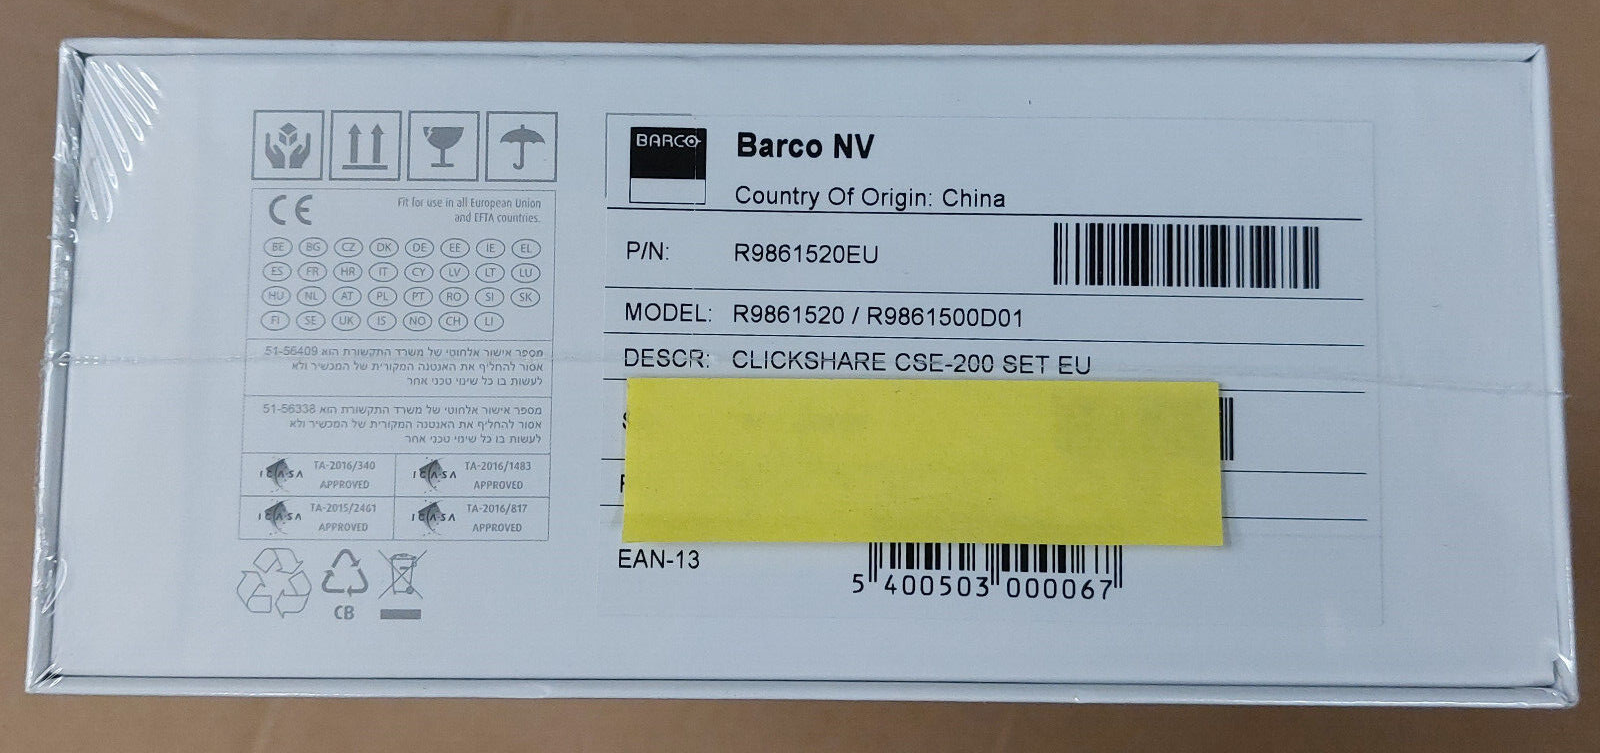 CE
Fit for use in all European Union
and EFTA countries.
BE BG CZ DK DE EE IE EL
ES FR HR IT CY LV LT LU
HU NL AT PL PT RO SI SK
FI SE UK IS NO CH LI
מספר אישור אלחוטי של משרד התקשורת הוא 51-56409
אסור להחליף את האנטנה המקורית של המכשיר ולא
לעשות בו כל שינוי טכני אחר
מספר אישור אלחוטי של משרד התקשורת הוא 51-56338
אסור להחליף את האנטנה המקורית של המכשיר ולא
לעשות בו כל שינוי טכני אחר
ICASA TA-2016/340
APPROVED
ICASA TA-2016/1483
APPROVED
ICASA TA-2015/2461
APPROVED
ICASA TA-2016/817
APPROVED
CB
BARCO
Barco NV
Country Of Origin: China
P/N: R9861520EU
MODEL: R9861520 / R9861500D01
DESCR: CLICKSHARE CSE-200 SET EU
EAN-13
5 400503 000067